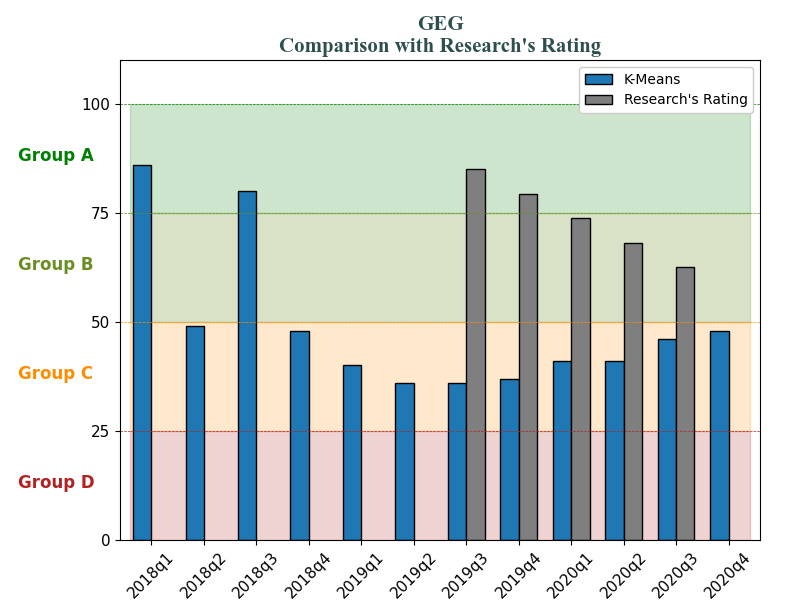 GEG
Comparison with Research's Rating
K-Means
Research's Rating
100
Group A
75
Group B
50
Group C
25
Group D
0
2018q1 2018q2 2018q3 2018q4 2019q1 2019q2 2019q3 2019q4 2020q1 2020q2 2020q3 2020q4